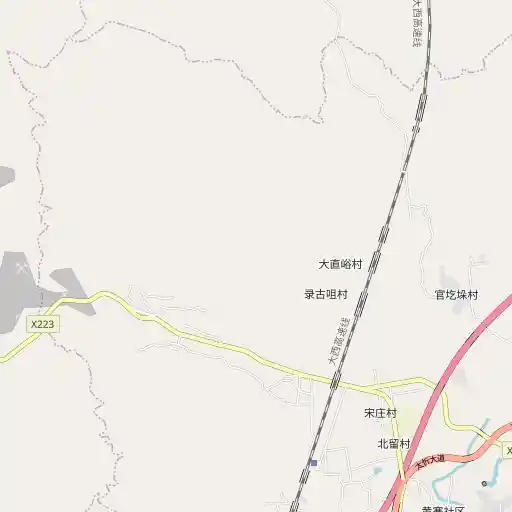 大西高速线
大直峪村
录古咀村
官圪垛村
X223
大西高速线
宋庄村
北留村
太忻大道
X
黄寨社区